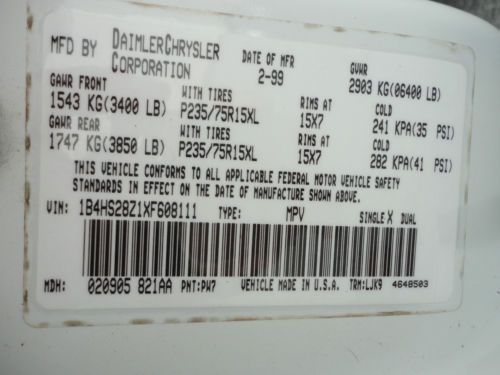 MFD BY DAIMLERCHRYSLER CORPORATION DATE OF MFR 2-99 GVWR 2903 KG(06400 LB)
GAWR FRONT WITH TIRES RIMS AT COLD
1543 KG(3400 LB) P235/75R15XL 15X7 241 KPA(35 PSI)
GAWR REAR WITH TIRES RIMS AT COLD
1747 KG(3850 LB) P235/75R15XL 15X7 282 KPA(41 PSI)
THIS VEHICLE CONFORMS TO ALL APPLICABLE FEDERAL MOTOR VEHICLE SAFETY
STANDARDS IN EFFECT ON THE DATE OF MANUFACTURE SHOWN ABOVE.
VIN: 1B4HS28Z1XF608111 TYPE: MPV SINGLE X DUAL
MDH: 020905 821AA PNT:PW7 VEHICLE MADE IN U.S.A. TRM:LJK9 4648503